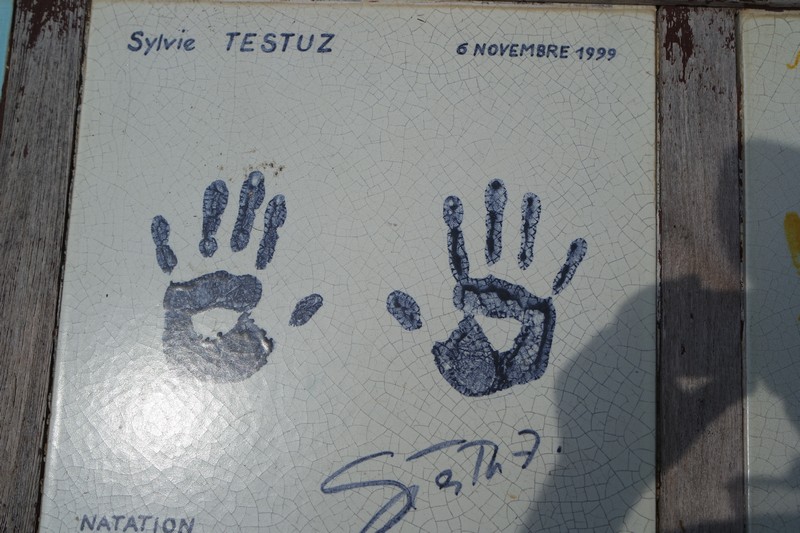 Sylvie TESTUZ
6 NOVEMBRE 1999
NATATION